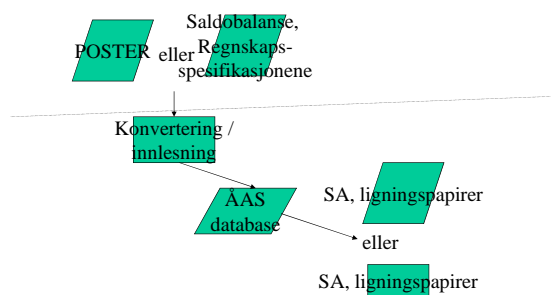 POSTER
eller
Saldobalanse,
Regnskaps-
spesifikasjonene
Konvertering /
innlesning
ÅAS
database
SA, ligningspapirer
eller
SA, ligningspapirer